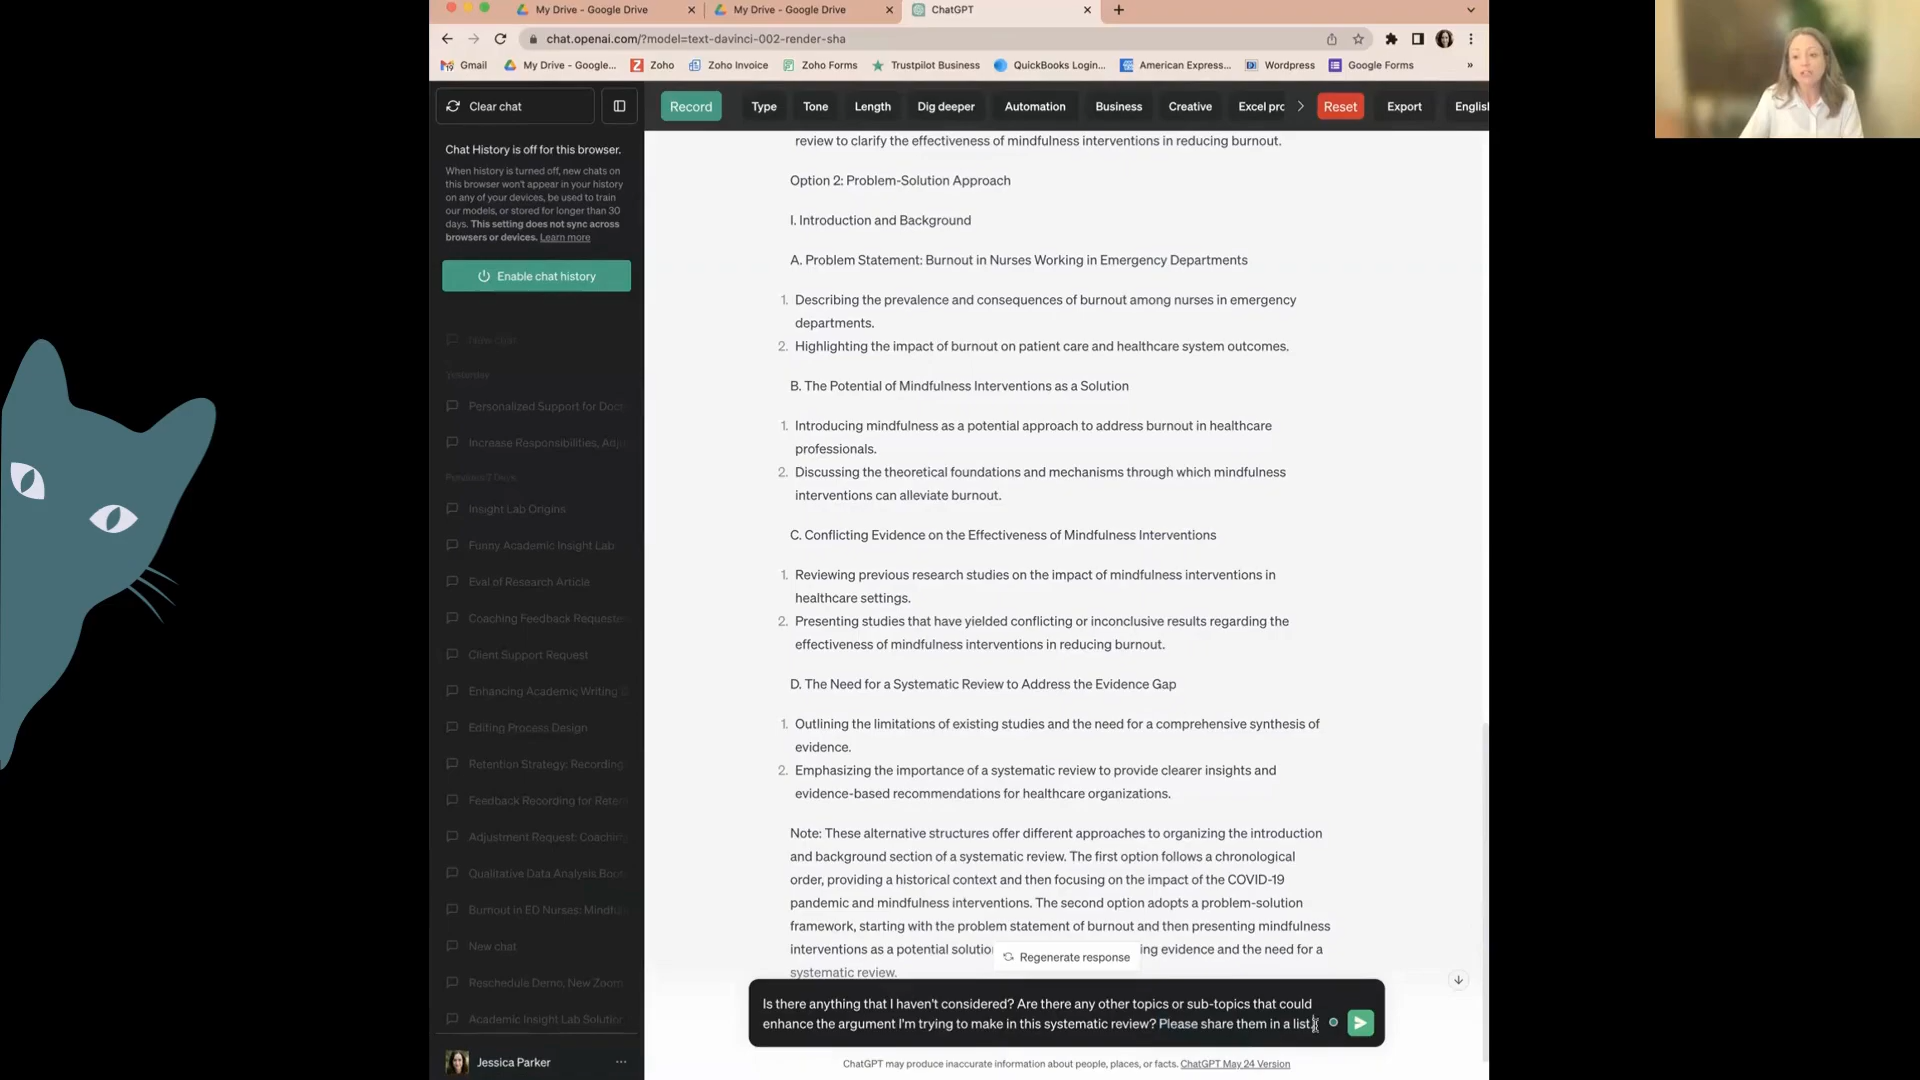 My Drive - Google Drive
My Drive - Google Drive
ChatGPT
chat.openai.com/?model=text-davinci-002-render-sha
Gmail
My Drive - Google...
Zoho
Zoho Invoice
Zoho Forms
Trustpilot Business
QuickBooks Login...
American Express...
Wordpress
Google Forms
»
Clear chat
Record
Type
Tone
Length
Dig deeper
Automation
Business
Creative
Excel prc
Reset
Export
English
Chat History is off for this browser.
When history is turned off, new chats on
this browser won't appear in your history
on any of your devices, be used to train
our models, or stored for longer than 30
days. This setting does not sync across
browsers or devices. Learn more
Enable chat history
New chat
Yesterday
Personalized Support for Doct
Increase Responsibilities, Adju
Previous 7 Days
Insight Lab Origins
Funny Academic Insight Lab
Eval of Research Article
Coaching Feedback Requested
Client Support Request
Enhancing Academic Writing
Editing Process Design
Retention Strategy: Recording
Feedback Recording for Reten
Adjustment Request: Coaching
Qualitative Data Analysis Boot
Burnout in ED Nurses: Mindfu
New chat
Reschedule Demo, New Zoom
Academic Insight Lab Solution
Jessica Parker
review to clarify the effectiveness of mindfulness interventions in reducing burnout.
Option 2: Problem-Solution Approach
I. Introduction and Background
A. Problem Statement: Burnout in Nurses Working in Emergency Departments
1. Describing the prevalence and consequences of burnout among nurses in emergency
departments.
2. Highlighting the impact of burnout on patient care and healthcare system outcomes.
B. The Potential of Mindfulness Interventions as a Solution
1. Introducing mindfulness as a potential approach to address burnout in healthcare
professionals.
2. Discussing the theoretical foundations and mechanisms through which mindfulness
interventions can alleviate burnout.
C. Conflicting Evidence on the Effectiveness of Mindfulness Interventions
1. Reviewing previous research studies on the impact of mindfulness interventions in
healthcare settings.
2. Presenting studies that have yielded conflicting or inconclusive results regarding the
effectiveness of mindfulness interventions in reducing burnout.
D. The Need for a Systematic Review to Address the Evidence Gap
1. Outlining the limitations of existing studies and the need for a comprehensive synthesis of
evidence.
2. Emphasizing the importance of a systematic review to provide clearer insights and
evidence-based recommendations for healthcare organizations.
Note: These alternative structures offer different approaches to organizing the introduction
and background section of a systematic review. The first option follows a chronological
order, providing a historical context and then focusing on the impact of the COVID-19
pandemic and mindfulness interventions. The second option adopts a problem-solution
framework, starting with the problem statement of burnout and then presenting mindfulness
interventions as a potential solution ing evidence and the need for a
systematic review.
Regenerate response
Is there anything that I haven't considered? Are there any other topics or sub-topics that could
enhance the argument I'm trying to make in this systematic review? Please share them in a list.
ChatGPT may produce inaccurate information about people, places, or facts. ChatGPT May 24 Version